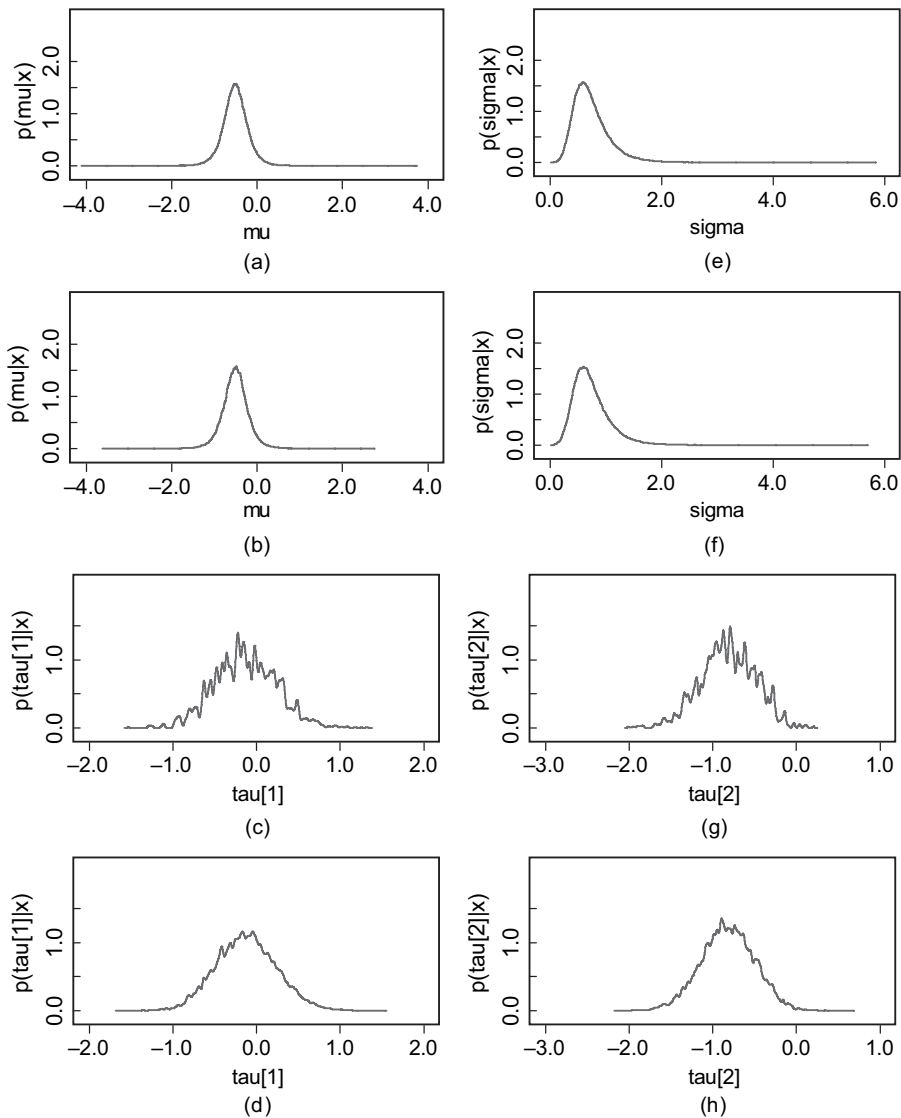 p(mu|x)
0.0 1.0 2.0
–4.0 –2.0 0.0 2.0 4.0
mu
(a)
p(sigma|x)
0.0 1.0 2.0
0.0 2.0 4.0 6.0
sigma
(e)
p(mu|x)
0.0 1.0 2.0
–4.0 –2.0 0.0 2.0 4.0
mu
(b)
p(sigma|x)
0.0 1.0 2.0
0.0 2.0 4.0 6.0
sigma
(f)
p(tau[1]|x)
0.0 1.0
–2.0 –1.0 0.0 1.0 2.0
tau[1]
(c)
p(tau[2]|x)
0.0 1.0
–3.0 –2.0 –1.0 0.0 1.0
tau[2]
(g)
p(tau[1]|x)
0.0 1.0
–2.0 –1.0 0.0 1.0 2.0
tau[1]
(d)
p(tau[2]|x)
0.0 1.0
–3.0 –2.0 –1.0 0.0 1.0
tau[2]
(h)